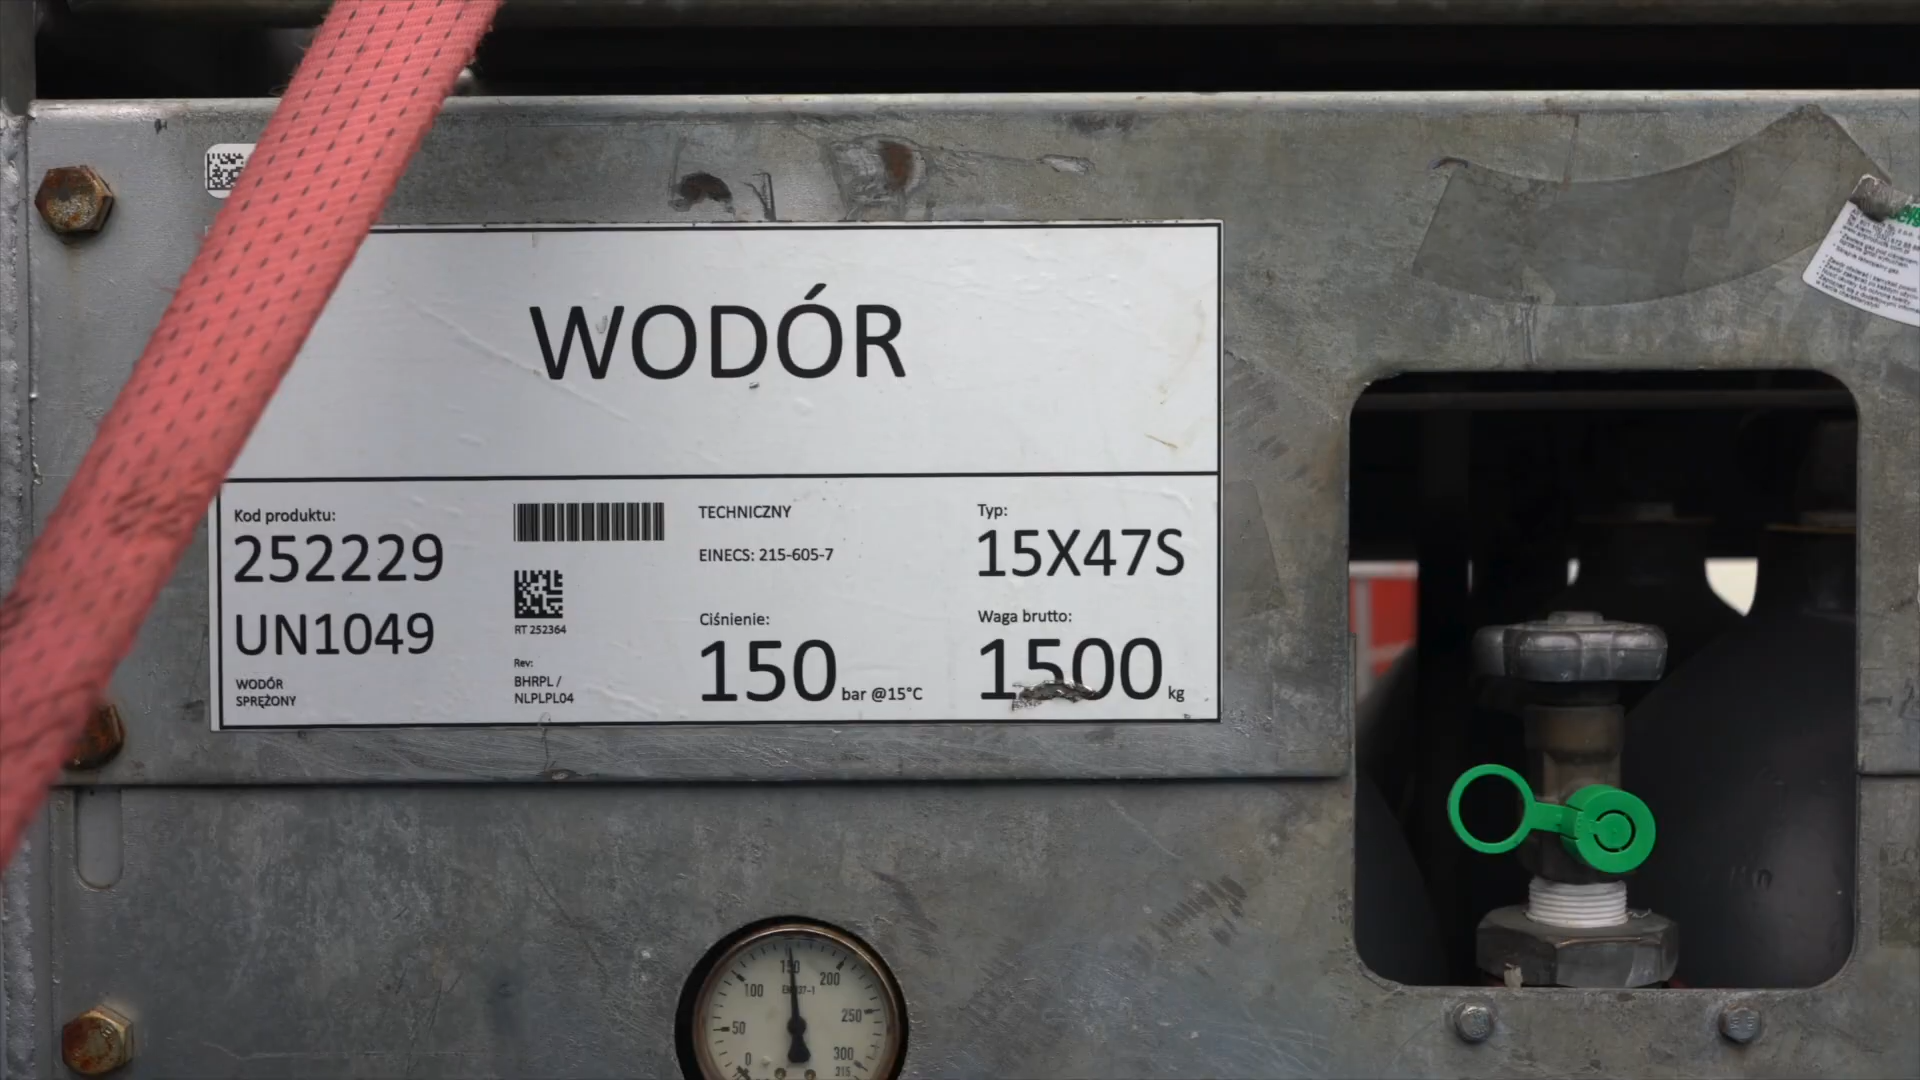 WODÓR
Kod produktu:
252229
UN1049
WODÓR
SPRĘŻONY
RT 252364
Rev:
BHRPL /
NLPLPL04
TECHNICZNY
EINECS: 215-605-7
Ciśnienie:
150 bar @15°C
Typ:
15X47S
Waga brutto:
1500 kg
0
50
100
150
200
250
300
315